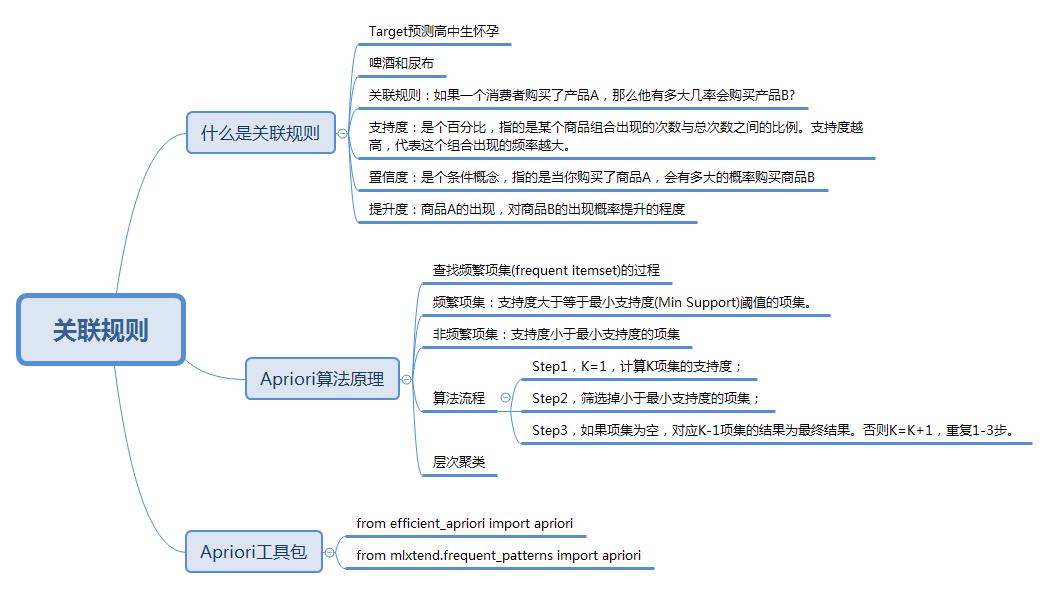 Target预测高中生怀孕
啤酒和尿布
关联规则：如果一个消费者购买了产品A，那么他有多大几率会购买产品B?
什么是关联规则
支持度：是个百分比，指的是某个商品组合出现的次数与总次数之间的比例。支持度越
高，代表这个组合出现的频率越大。
置信度：是个条件概念，指的是当你购买了商品A，会有多大的概率购买商品B
提升度：商品A的出现，对商品B的出现概率提升的程度
关联规则
查找频繁项集(frequent itemset)的过程
频繁项集：支持度大于等于最小支持度(Min Support)阈值的项集。
非频繁项集：支持度小于最小支持度的项集
Apriori算法原理
算法流程
Step1，K=1，计算K项集的支持度；
Step2，筛选掉小于最小支持度的项集；
Step3，如果项集为空，对应K-1项集的结果为最终结果。否则K=K+1，重复1-3步。
层次聚类
Apriori工具包
from efficient_apriori import apriori
from mlxtend.frequent_patterns import apriori